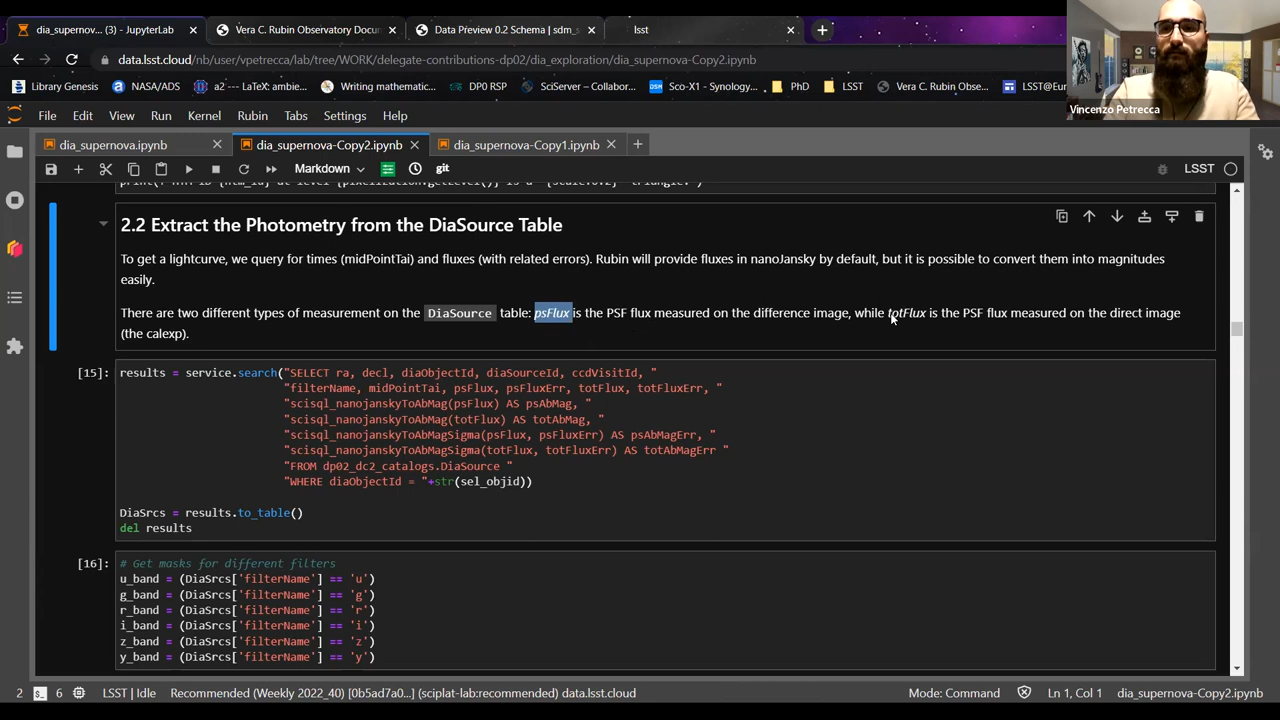 dia_supernov... (3) - JupyterLab
Vera C. Rubin Observatory Docu
Data Preview 0.2 Schema | sdm_s
lsst
data.lsst.cloud/nb/user/vpetrecca/lab/tree/WORK/delegate-contributions-dp02/dia_exploration/dia_supernova-Copy2.ipynb
Library Genesis
NASA/ADS
a2 --- LaTeX: ambie...
Writing mathematic...
DP0 RSP
SciServer – Collabor...
Sco-X1 - Synology...
PhD
LSST
Vera C. Rubin Obse...
LSST@Eur
Vincenzo Petrecca
File Edit View Run Kernel Rubin Tabs Settings Help
dia_supernova.ipynb
dia_supernova-Copy2.ipynb
dia_supernova-Copy1.ipynb
Markdown
git
LSST
2.2 Extract the Photometry from the DiaSource Table
To get a lightcurve, we query for times (midPointTai) and fluxes (with related errors). Rubin will provide fluxes in nanoJansky by default, but it is possible to convert them into magnitudes
easily.
There are two different types of measurement on the DiaSource table: psFlux is the PSF flux measured on the difference image, while totFlux is the PSF flux measured on the direct image
(the calexp).
[15]: results = service.search("SELECT ra, decl, diaObjectId, diaSourceId, ccdVisitId, "
"filterName, midPointTai, psFlux, psFluxErr, totFlux, totFluxErr, "
"scisql_nanojanskyToAbMag(psFlux) AS psAbMag, "
"scisql_nanojanskyToAbMag(totFlux) AS totAbMag, "
"scisql_nanojanskyToAbMagSigma(psFlux, psFluxErr) AS psAbMagErr, "
"scisql_nanojanskyToAbMagSigma(totFlux, totFluxErr) AS totAbMagErr "
"FROM dp02_dc2_catalogs.DiaSource "
"WHERE diaObjectId = "+str(sel_objid))
DiaSrcs = results.to_table()
del results
[16]: # Get masks for different filters
u_band = (DiaSrcs['filterName'] == 'u')
g_band = (DiaSrcs['filterName'] == 'g')
r_band = (DiaSrcs['filterName'] == 'r')
i_band = (DiaSrcs['filterName'] == 'i')
z_band = (DiaSrcs['filterName'] == 'z')
y_band = (DiaSrcs['filterName'] == 'y')
2 6 LSST | Idle Recommended (Weekly 2022_40) [0b5ad7a0...] (sciplat-lab:recommended) data.lsst.cloud Mode: Command Ln 1, Col 1 dia_supernova-Copy2.ipynb